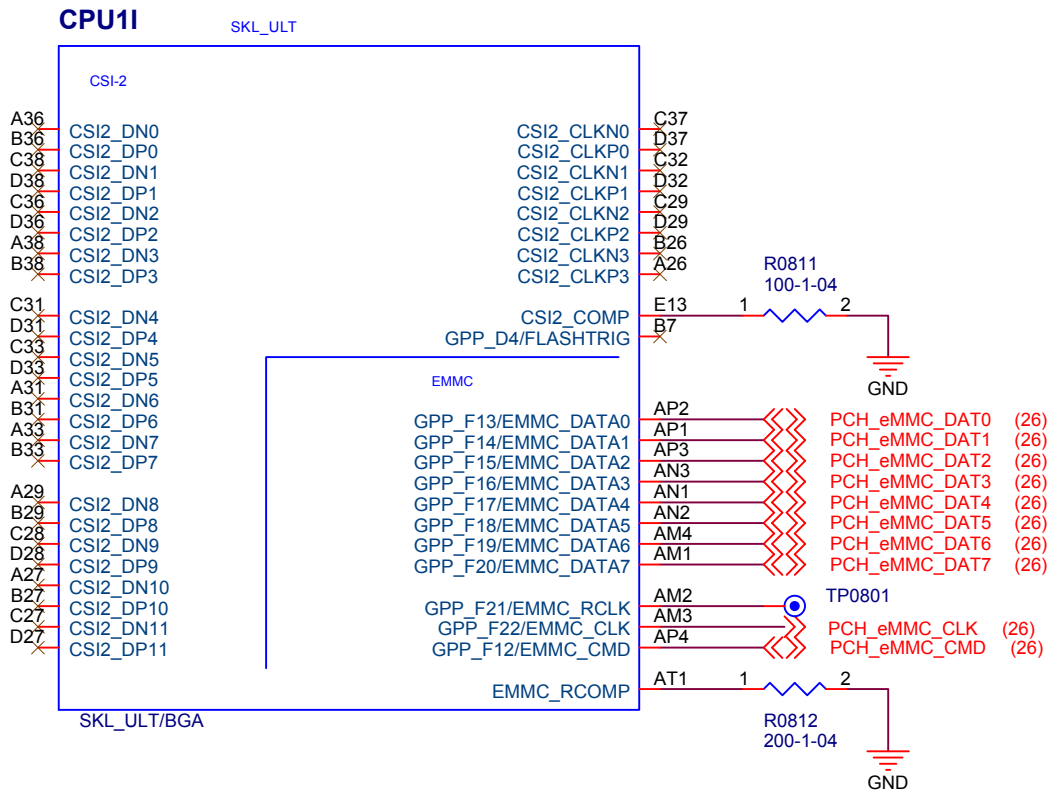 CPU1I
SKL_ULT
CSI-2
A36 CSI2_DN0
B36 CSI2_DP0
C38 CSI2_DN1
D38 CSI2_DP1
C36 CSI2_DN2
D36 CSI2_DP2
A38 CSI2_DN3
B38 CSI2_DP3
C31 CSI2_DN4
D31 CSI2_DP4
C33 CSI2_DN5
D33 CSI2_DP5
A31 CSI2_DN6
B31 CSI2_DP6
A33 CSI2_DN7
B33 CSI2_DP7
A29 CSI2_DN8
B29 CSI2_DP8
C28 CSI2_DN9
D28 CSI2_DP9
A27 CSI2_DN10
B27 CSI2_DP10
C27 CSI2_DN11
D27 CSI2_DP11
CSI2_CLKN0 C37
CSI2_CLKP0 D37
CSI2_CLKN1 C32
CSI2_CLKP1 D32
CSI2_CLKN2 C29
CSI2_CLKP2 D29
CSI2_CLKN3 B26
CSI2_CLKP3 A26
R0811
100-1-04
CSI2_COMP E13 1 2
GPP_D4/FLASHTRIG B7
GND
EMMC
GPP_F13/EMMC_DATA0 AP2 PCH_eMMC_DAT0 (26)
GPP_F14/EMMC_DATA1 AP1 PCH_eMMC_DAT1 (26)
GPP_F15/EMMC_DATA2 AP3 PCH_eMMC_DAT2 (26)
GPP_F16/EMMC_DATA3 AN3 PCH_eMMC_DAT3 (26)
GPP_F17/EMMC_DATA4 AN1 PCH_eMMC_DAT4 (26)
GPP_F18/EMMC_DATA5 AN2 PCH_eMMC_DAT5 (26)
GPP_F19/EMMC_DATA6 AM4 PCH_eMMC_DAT6 (26)
GPP_F20/EMMC_DATA7 AM1 PCH_eMMC_DAT7 (26)
GPP_F21/EMMC_RCLK AM2 TP0801
GPP_F22/EMMC_CLK AM3 PCH_eMMC_CLK (26)
GPP_F12/EMMC_CMD AP4 PCH_eMMC_CMD (26)
EMMC_RCOMP AT1 1 2
SKL_ULT/BGA
R0812
200-1-04
GND